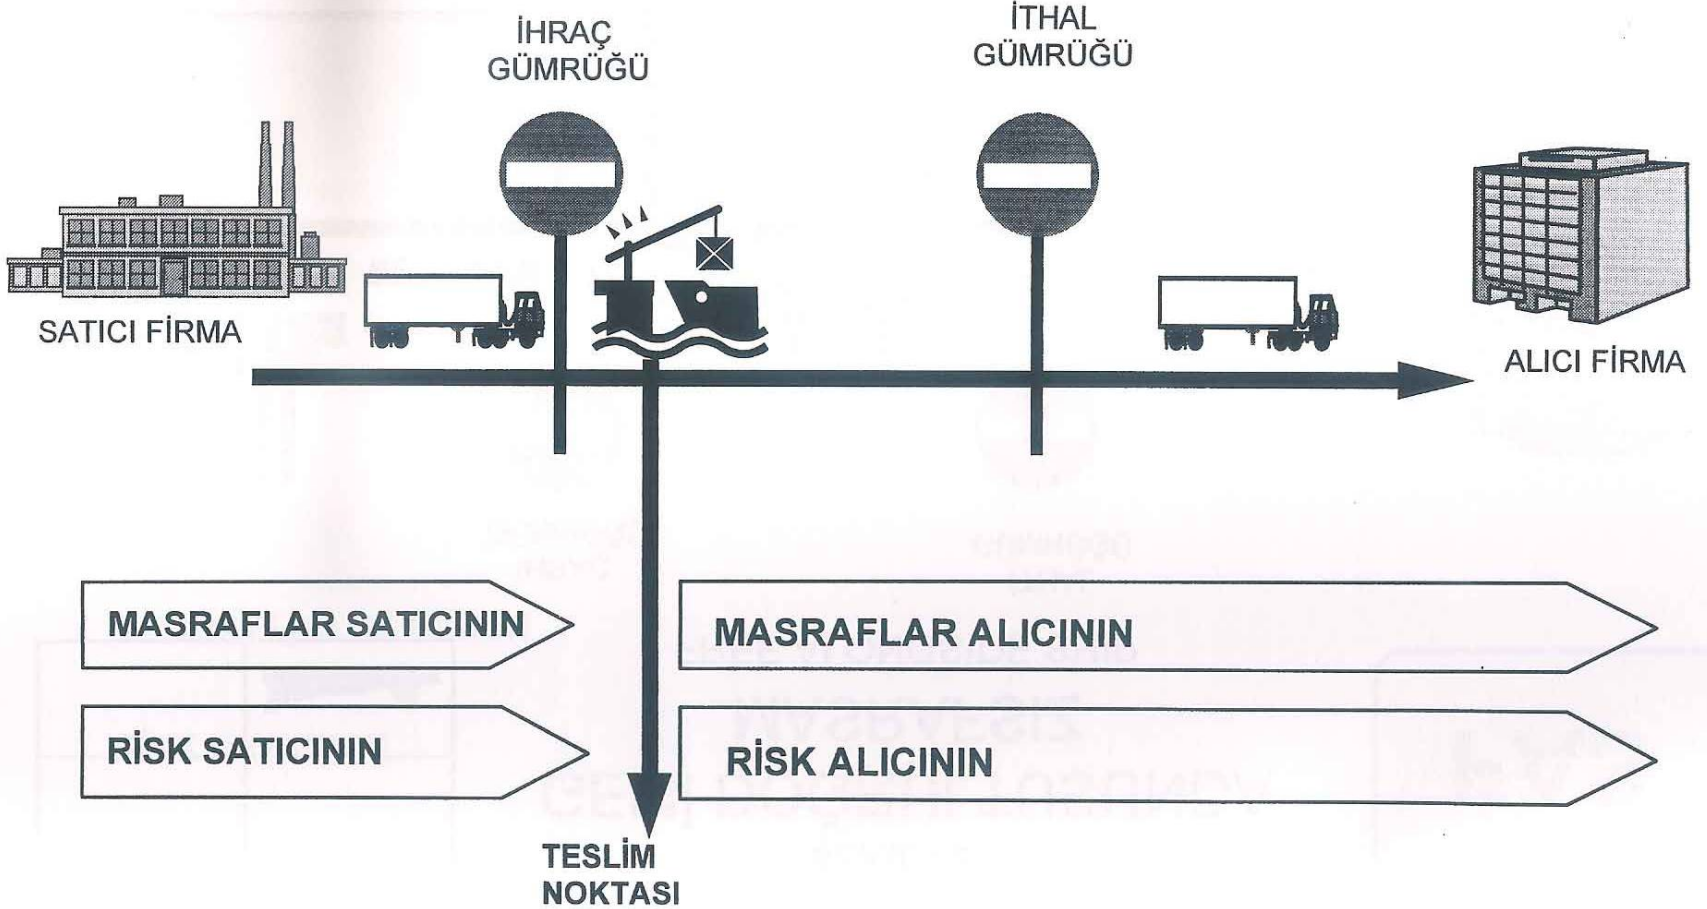 İHRAÇ
GÜMRÜĞÜ
İTHAL
GÜMRÜĞÜ
SATICI FİRMA
ALICI FİRMA
MASRAFLAR SATICININ
MASRAFLAR ALICININ
RİSK SATICININ
RİSK ALICININ
TESLİM
NOKTASI